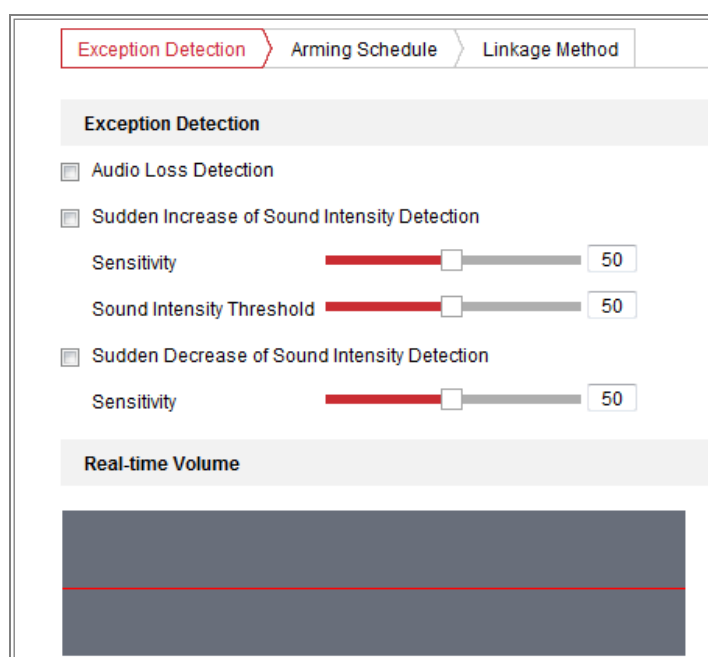 Exception Detection Arming Schedule Linkage Method
Exception Detection
Audio Loss Detection
Sudden Increase of Sound Intensity Detection
Sensitivity 50
Sound Intensity Threshold 50
Sudden Decrease of Sound Intensity Detection
Sensitivity 50
Real-time Volume